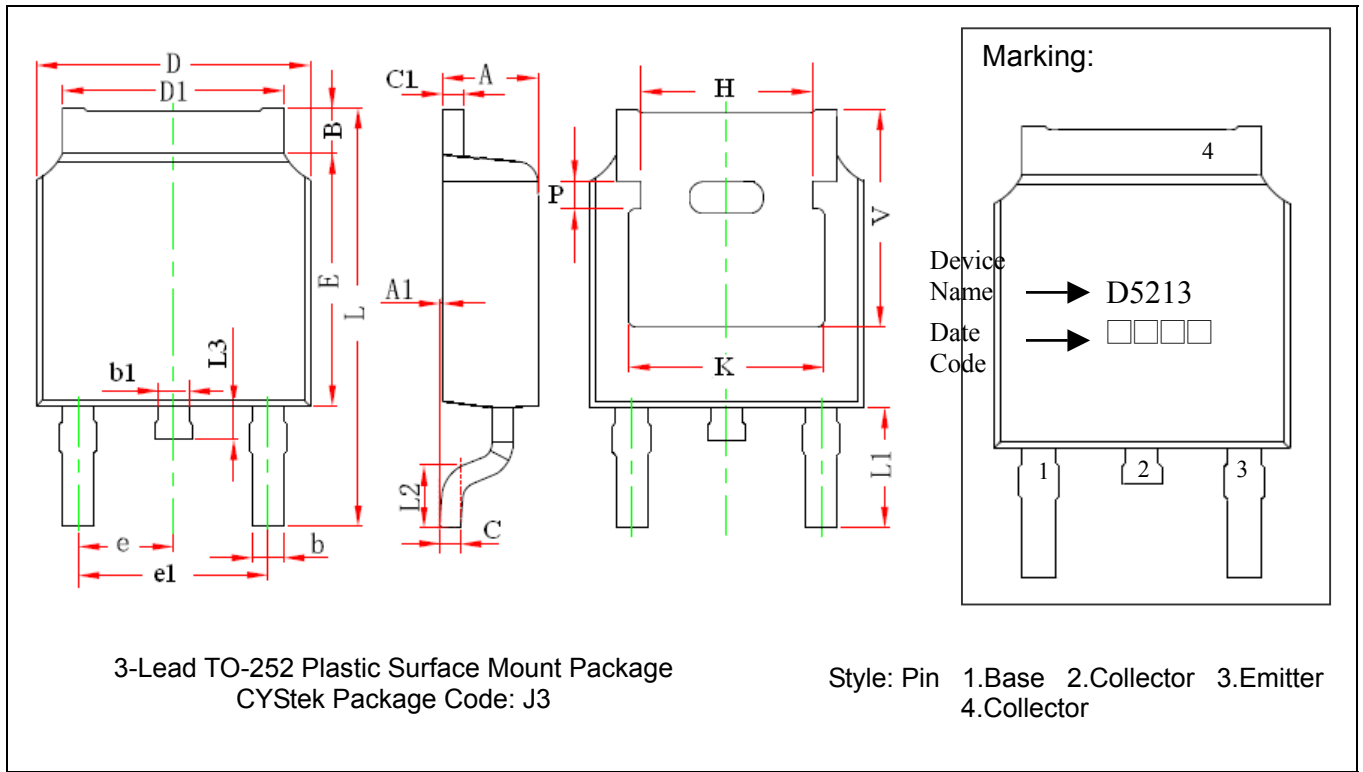 D
D1
B
E
L
L3
b1
e
e1
b
C1
A
A1
L2
C
H
P
V
K
L1
Marking:
4
Device
Name
D5213
Date
Code
□□□□
1
2
3
3-Lead TO-252 Plastic Surface Mount Package
CYStek Package Code: J3
Style: Pin 1.Base 2.Collector 3.Emitter
4.Collector